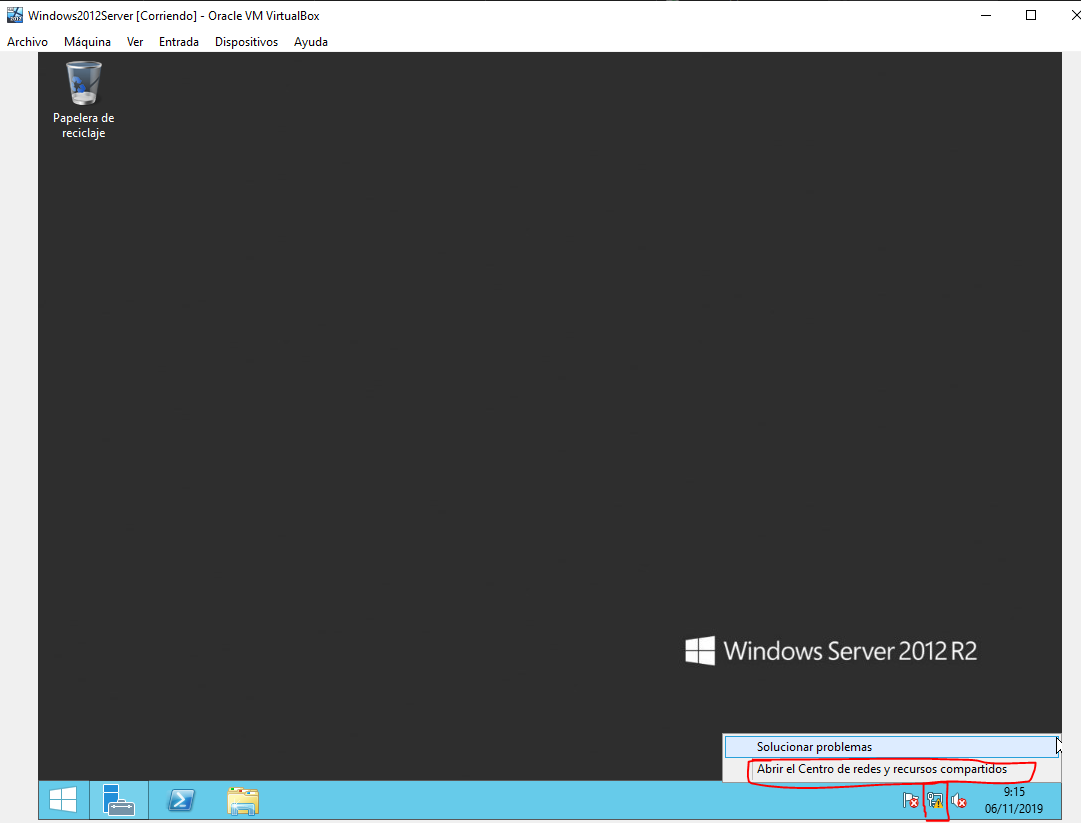 Windows2012Server [Corriendo] - Oracle VM VirtualBox
Archivo Máquina Ver Entrada Dispositivos Ayuda
Papelera de
reciclaje
Windows Server 2012 R2
Solucionar problemas
Abrir el Centro de redes y recursos compartidos
9:15
06/11/2019